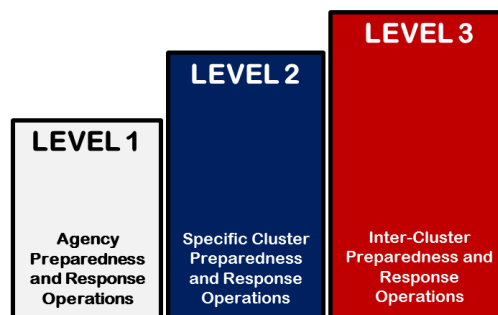 LEVEL 1
Agency
Preparedness
and Response
Operations
LEVEL 2
Specific Cluster
Preparedness
and Response
Operations
LEVEL 3
Inter-Cluster
Preparedness and
Response
Operations